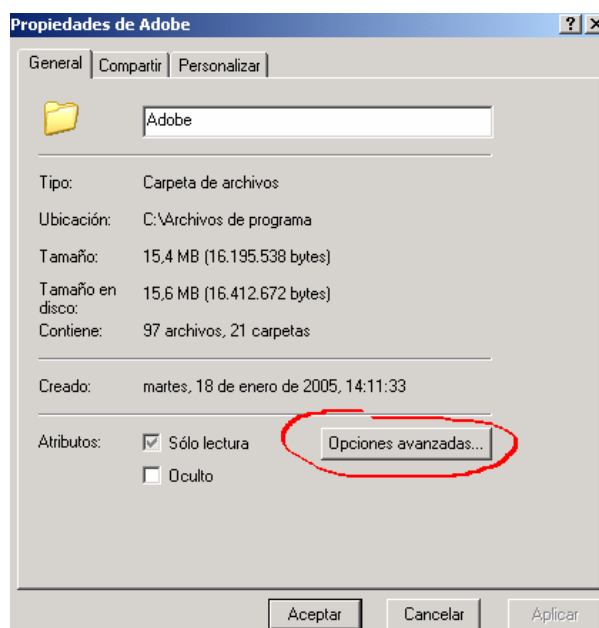 Propiedades de Adobe
General Compartir Personalizar
Adobe
Tipo: Carpeta de archivos
Ubicación: C:\Archivos de programa
Tamaño: 15,4 MB (16.195.538 bytes)
Tamaño en disco: 15,6 MB (16.412.672 bytes)
Contiene: 97 archivos, 21 carpetas
Creado: martes, 18 de enero de 2005, 14:11:33
Atributos: Sólo lectura Opciones avanzadas...
Oculto
Aceptar Cancelar Aplicar